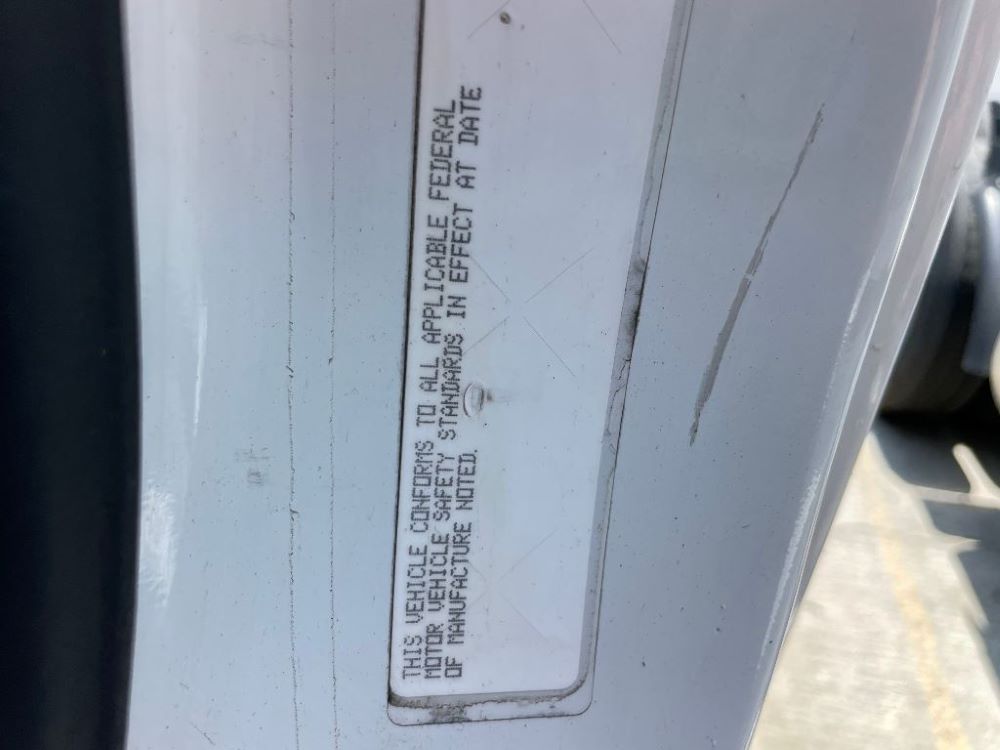 THIS VEHICLE CONFORMS TO ALL APPLICABLE FEDERAL
MOTOR VEHICLE SAFETY STANDARDS IN EFFECT AT DATE
OF MANUFACTURE NOTED.